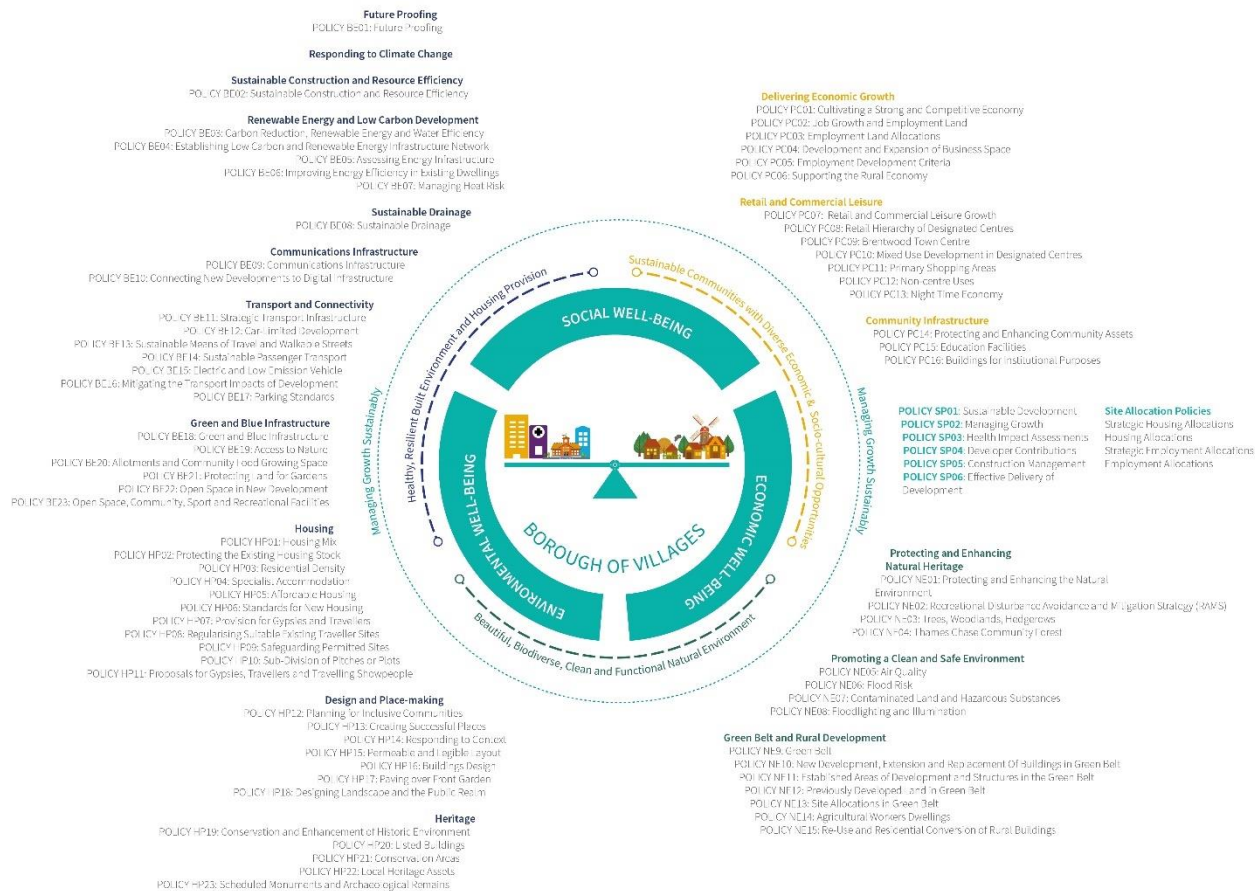 Future Proofing
POLICY BE01: Future Proofing
Responding to Climate Change
Sustainable Construction and Resource Efficiency
POLICY BE02: Sustainable Construction and Resource Efficiency
Renewable Energy and Low Carbon Development
POLICY BE03: Carbon Reduction, Renewable Energy and Water Efficiency
POLICY BE04: Establishing Low Carbon and Renewable Energy Infrastructure Network
POLICY BE05: Assessing Energy Infrastructure
POLICY BE06: Improving Energy Efficiency in Existing Dwellings
POLICY BE07: Managing Heat Risk
Sustainable Drainage
POLICY BE08: Sustainable Drainage
Communications Infrastructure
POLICY BE09: Communications Infrastructure
POLICY BE10: Connecting New Developments to Digital Infrastructure
Transport and Connectivity
POLICY BE11: Strategic Transport Infrastructure
POLICY BE12: Car-Limited Development
POLICY BE13: Sustainable Means of Travel and Walkable Streets
POLICY BE14: Sustainable Passenger Transport
POLICY BE15: Electric and Low Emission Vehicle
POLICY BE16: Mitigating the Transport Impacts of Development
POLICY BE17: Parking Standards
Green and Blue Infrastructure
POLICY BE18: Green and Blue Infrastructure
POLICY BE19: Access to Nature
POLICY BE20: Allotments and Community Food Growing Space
POLICY BE21: Protecting Land for Gardens
POLICY BE22: Open Space in New Development
POLICY BE23: Open Space, Community, Sport and Recreational Facilities
Housing
POLICY HP01: Housing Mix
POLICY HP02: Protecting the Existing Housing Stock
POLICY HP03: Residential Density
POLICY HP04: Specialist Accommodation
POLICY HP05: Affordable Housing
POLICY HP06: Standards for New Housing
POLICY HP07: Provision for Gypsies and Travellers
POLICY HP08: Regularising Suitable Existing Traveller Sites
POLICY HP09: Safeguarding Permitted Sites
POLICY HP10: Sub-Division of Pitches or Plots
POLICY HP11: Proposals for Gypsies, Travellers and Travelling Showpeople
Design and Place-making
POLICY HP12: Planning for Inclusive Communities
POLICY HP13: Creating Successful Places
POLICY HP14: Responding to Context
POLICY HP15: Permeable and Legible Layout
POLICY HP16: Buildings Design
POLICY HP17: Paving over Front Garden
POLICY HP18: Designing Landscape and the Public Realm
Heritage
POLICY HP19: Conservation and Enhancement of Historic Environment
POLICY HP20: Listed Buildings
POLICY HP21: Conservation Areas
POLICY HP22: Local Heritage Assets
POLICY HP23: Scheduled Monuments and Archaeological Remains
Managing Growth Sustainably
Healthy, Resilient Built Environment and Housing Provision
Sustainable Communities with Diverse Economic & Socio-cultural Opportunities
Managing Growth Sustainably
SOCIAL WELL-BEING
ENVIRONMENTAL WELL-BEING
ECONOMIC WELL-BEING
BOROUGH OF VILLAGES
Beautiful, Biodiverse, Clean and Functional Natural Environment
Delivering Economic Growth
POLICY PC01: Cultivating a Strong and Competitive Economy
POLICY PC02: Job Growth and Employment Land
POLICY PC03: Employment Land Allocations
POLICY PC04: Development and Expansion of Business Space
POLICY PC05: Employment Development Criteria
POLICY PC06: Supporting the Rural Economy
Retail and Commercial Leisure
POLICY PC07: Retail and Commercial Leisure Growth
POLICY PC08: Retail Hierarchy of Designated Centres
POLICY PC09: Brentwood Town Centre
POLICY PC10: Mixed Use Development in Designated Centres
POLICY PC11: Primary Shopping Areas
POLICY PC12: Non-centre Uses
POLICY PC13: Night Time Economy
Community Infrastructure
POLICY PC14: Protecting and Enhancing Community Assets
POLICY PC15: Education Facilities
POLICY PC16: Buildings for Institutional Purposes
POLICY SP01: Sustainable Development
POLICY SP02: Managing Growth
POLICY SP03: Health Impact Assessments
POLICY SP04: Developer Contributions
POLICY SP05: Construction Management
POLICY SP06: Effective Delivery of
Development
Site Allocation Policies
Strategic Housing Allocations
Housing Allocations
Strategic Employment Allocations
Employment Allocations
Protecting and Enhancing
Natural Heritage
POLICY NE01: Protecting and Enhancing the Natural
Environment
POLICY NE02: Recreational Disturbance Avoidance and Mitigation Strategy (RAMS)
POLICY NE03: Trees, Woodlands, Hedgerows
POLICY NE04: Thames Chase Community Forest
Promoting a Clean and Safe Environment
POLICY NE05: Air Quality
POLICY NE06: Flood Risk
POLICY NE07: Contaminated Land and Hazardous Substances
POLICY NE08: Floodlighting and Illumination
Green Belt and Rural Development
POLICY NE9: Green Belt
POLICY NE10: New Development, Extension and Replacement Of Buildings in Green Belt
POLICY NE11: Established Areas of Development and Structures in the Green Belt
POLICY NE12: Previously Developed Land in Green Belt
POLICY NE13: Site Allocations in Green Belt
POLICY NE14: Agricultural Workers Dwellings
POLICY NE15: Re-Use and Residential Conversion of Rural Buildings